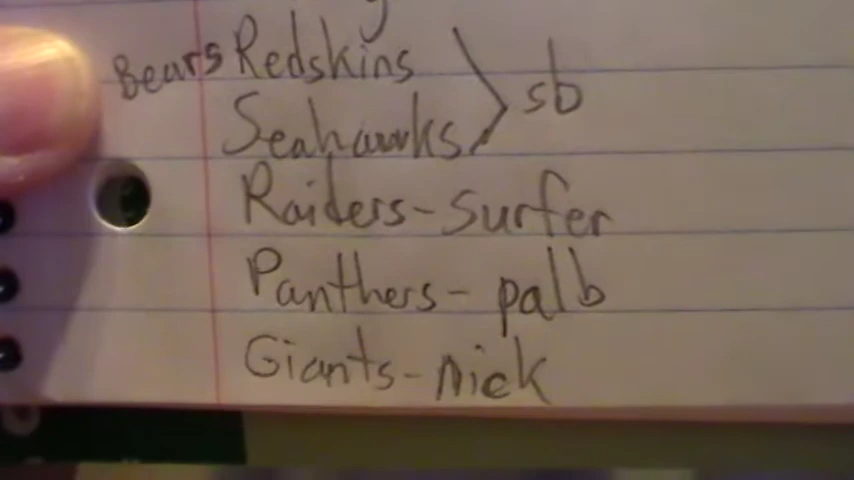 Bears Redskins
Seahawks > sb
Raiders-surfer
Panthers- palb
Giants-nick